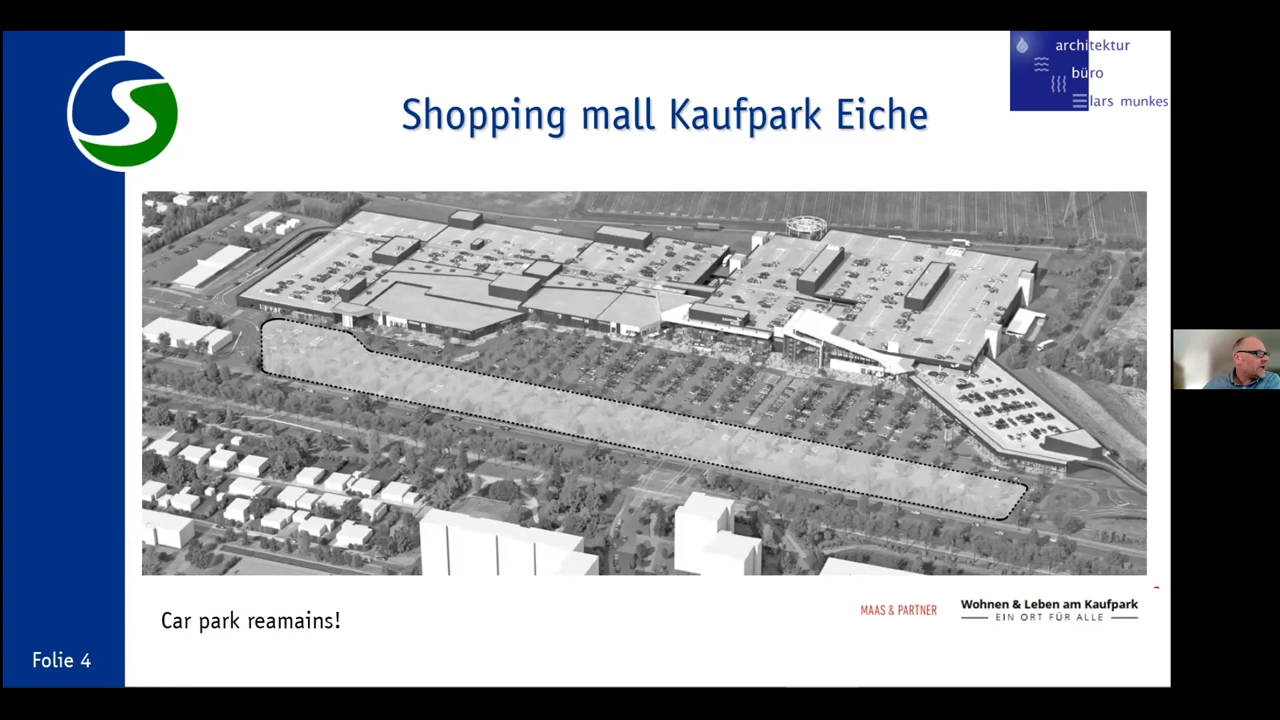 architektur
büro
lars munkes
Shopping mall Kaufpark Eiche
Car park reamains!
MAAS & PARTNER
Wohnen & Leben am Kaufpark
EIN ORT FÜR ALLE
Folie 4